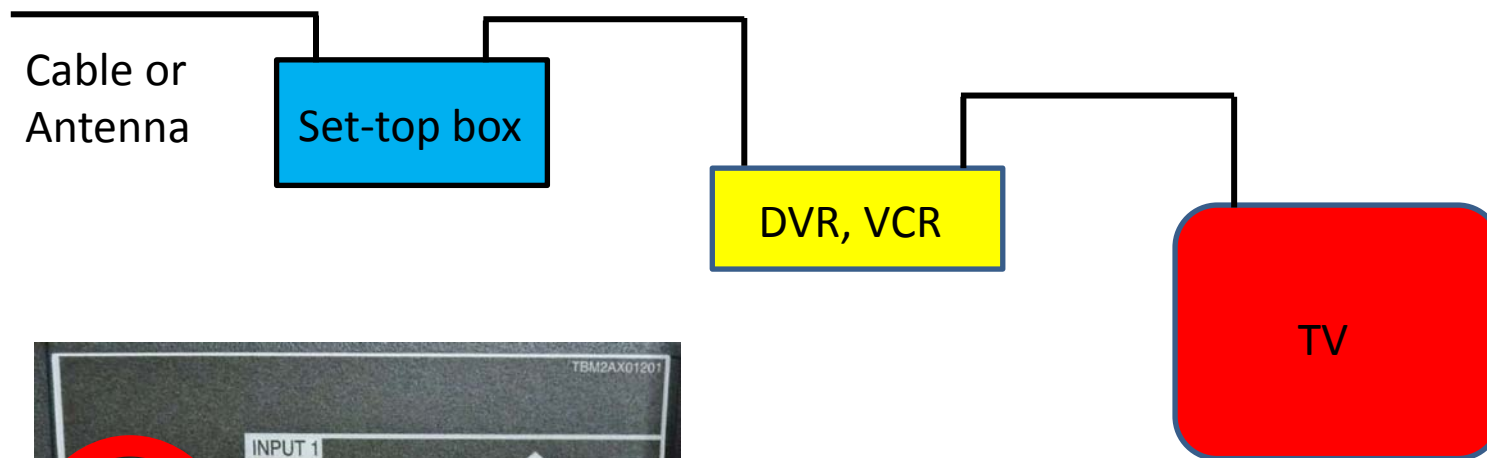 Cable or
Antenna
Set-top box
DVR, VCR
TV
TBM2AX01201
INPUT 1